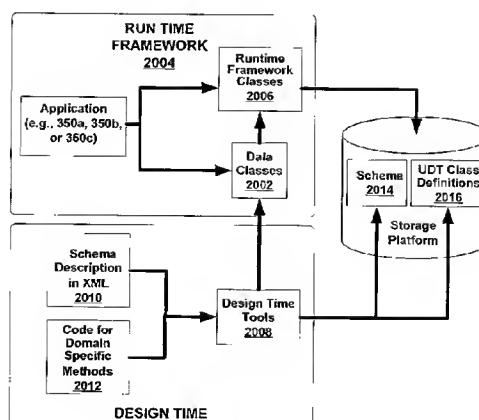 RUN TIME
FRAMEWORK
2004
Runtime
Framework
Classes
2006
Application
(e.g., 350a, 350b,
or 350c)
Data
Classes
2002
Schema
2014
UDT Class
Definitions
2016
Storage
Platform
Schema
Description
in XML
2010
Design Time
Tools
2008
Code for
Domain
Specific
Methods
2012
DESIGN TIME